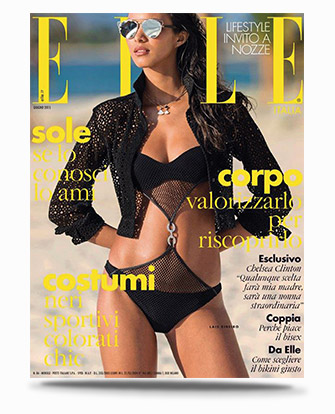 LIFESTYLE
INVITO A
NOZZE
ELLE
ITALIA
GIUGNO 2015
sole
se lo
conosci
lo ami
corpo
valorizzarlo
per
riscoprirlo
Esclusivo
Chelsea Clinton
“Qualunque scelta
farà mia madre,
sarà una nonna
straordinaria”
Coppia
Perché piace
il bisex
Da Elle
Come scegliere
il bikini giusto
costumi
neri
sportivi
colorati
chic